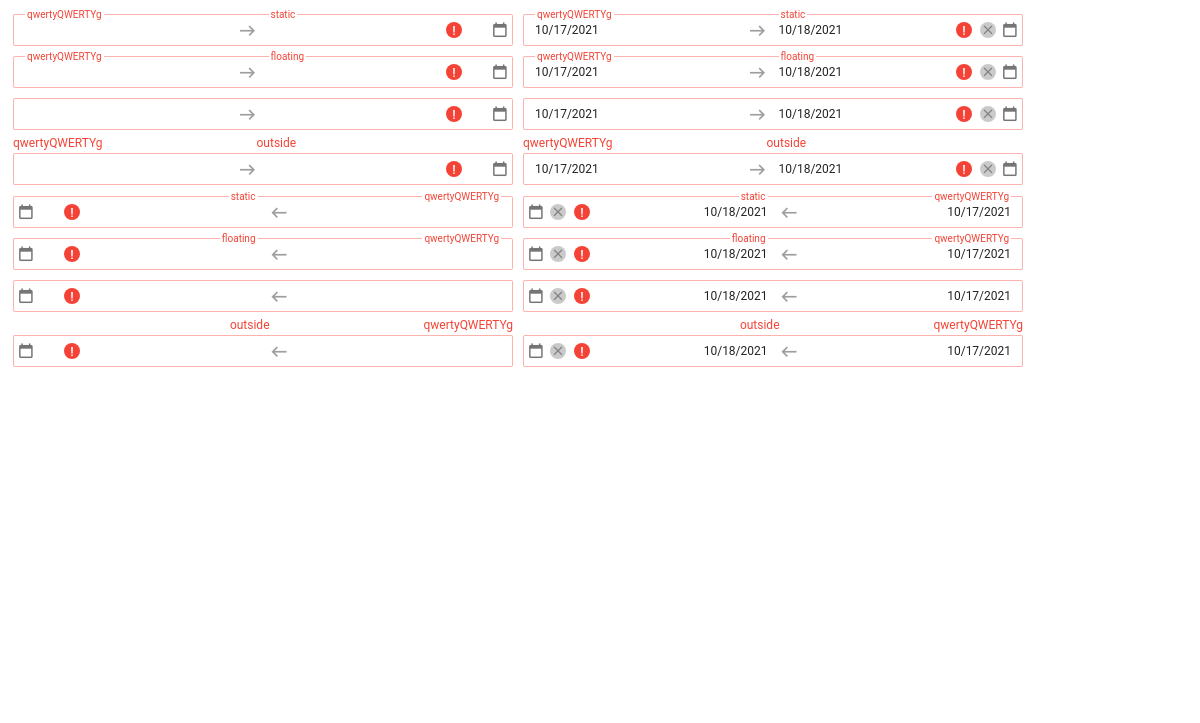 qwertyQWERTYg static qwertyQWERTYg static
10/17/2021 10/18/2021
qwertyQWERTYg floating qwertyQWERTYg floating
10/17/2021 10/18/2021
10/17/2021 10/18/2021
qwertyQWERTYg outside qwertyQWERTYg outside
10/17/2021 10/18/2021
static qwertyQWERTYg static qwertyQWERTYg
10/18/2021 10/17/2021
floating qwertyQWERTYg floating qwertyQWERTYg
10/18/2021 10/17/2021
10/18/2021 10/17/2021
outside qwertyQWERTYg outside qwertyQWERTYg
10/18/2021 10/17/2021